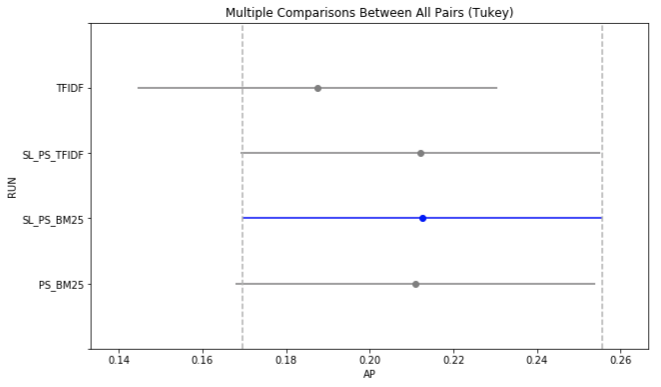 Multiple Comparisons Between All Pairs (Tukey)
TFIDF
SL_PS_TFIDF
SL_PS_BM25
PS_BM25
RUN
0.14 0.16 0.18 0.20 0.22 0.24 0.26
AP